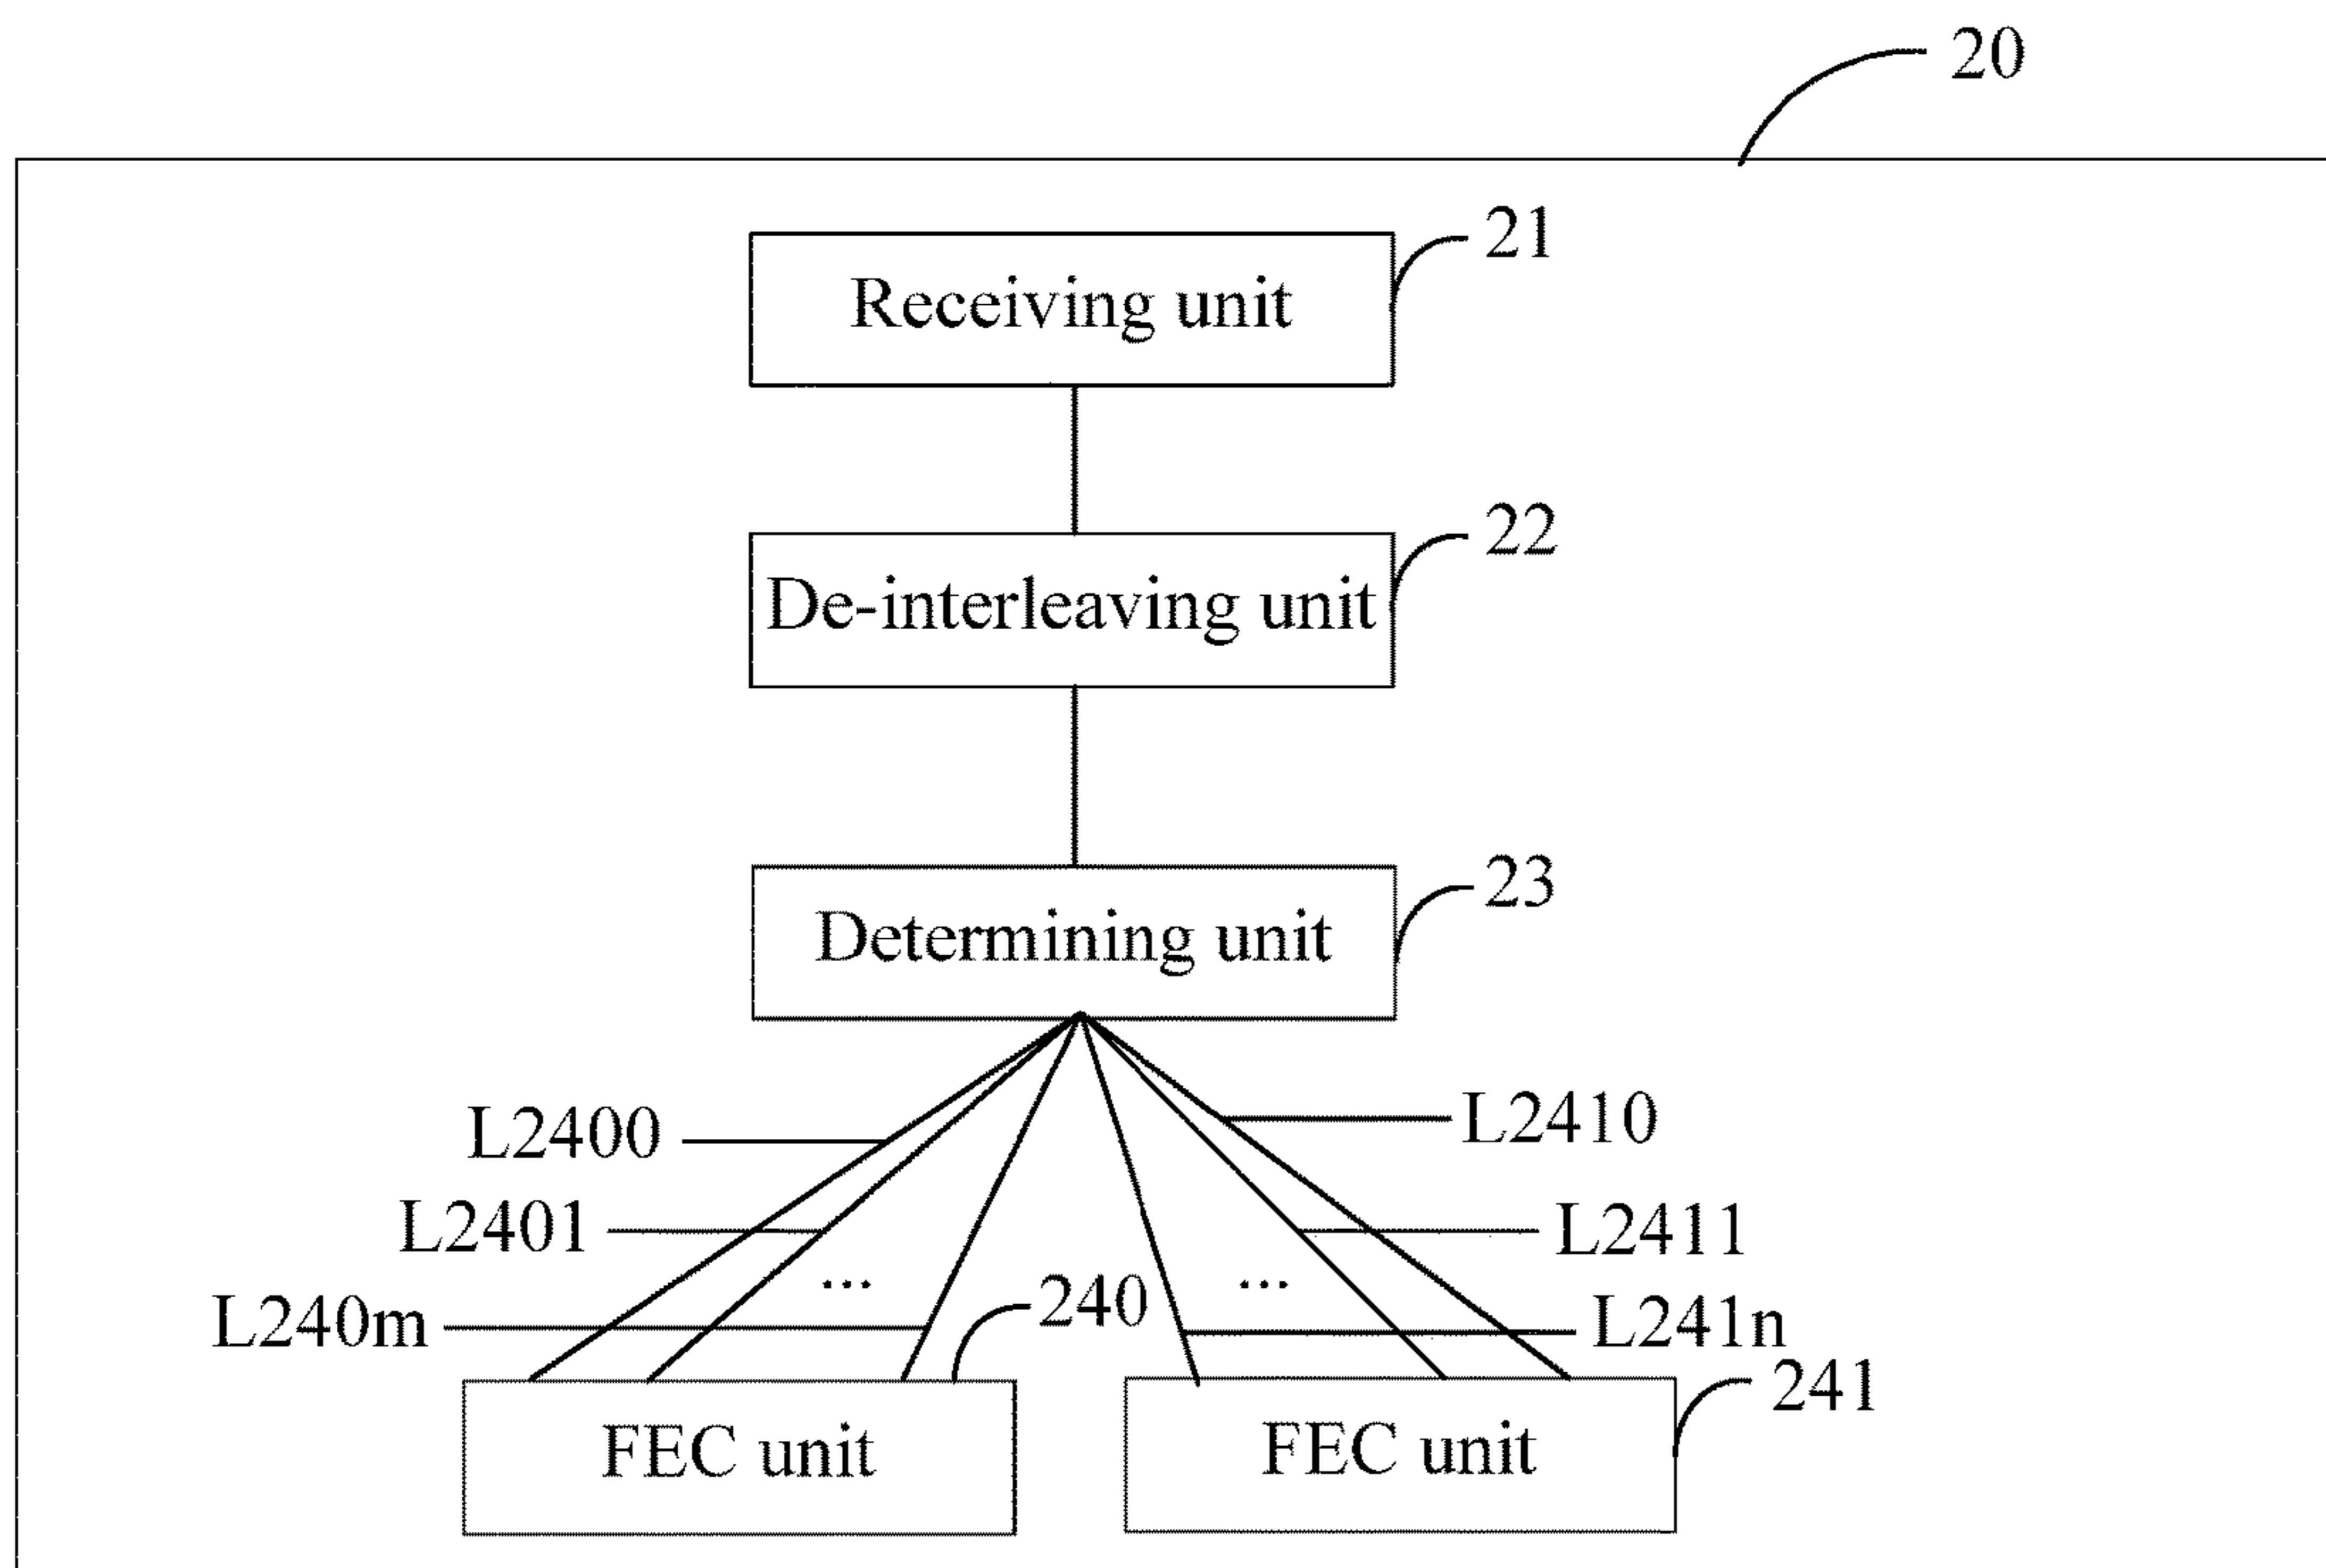 20
21
Receiving unit
22
De-interleaving unit
23
Determining unit
L2400
L2410
L2401
L2411
...
...
240
L240m
L241n
241
FEC unit
FEC unit